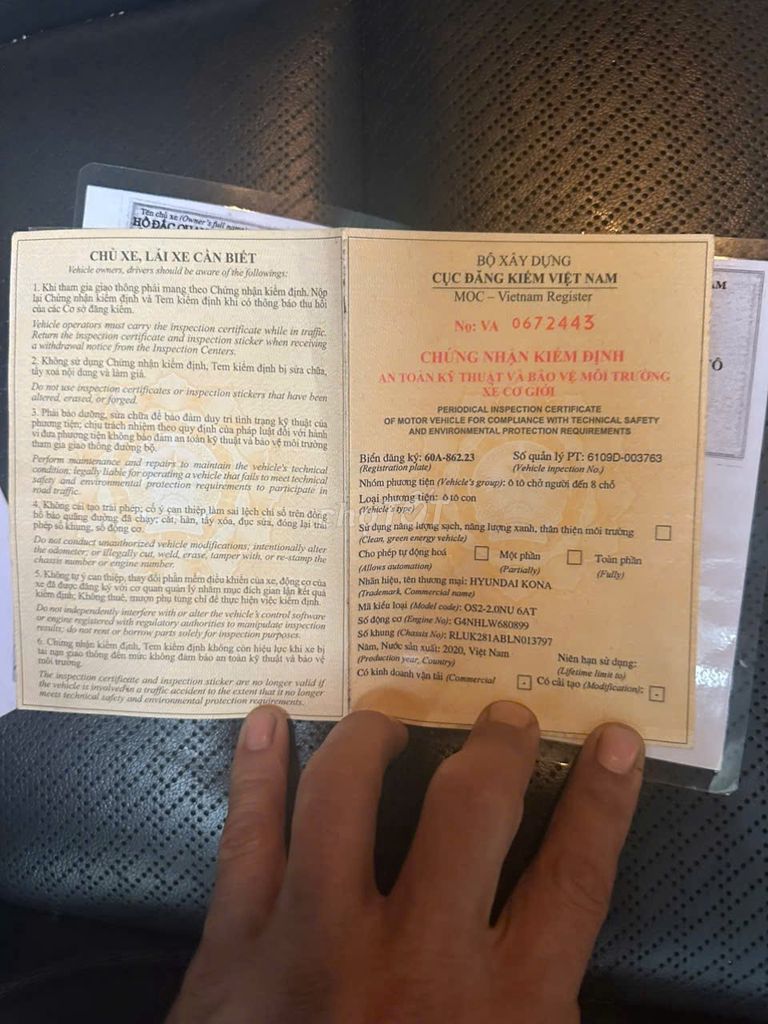 Tên chủ xe (Owner's full name
HỒ ĐẮC
CHỦ XE, LÁI XE CẦN BIẾT
Vehicle owners, drivers should be aware of the followings:
1. Khi tham gia giao thông phải mang theo Chứng nhận kiểm định. Nộp
lại Chứng nhận kiểm định và Tem kiểm định khi có thông báo thu hồi
của các Cơ sở đăng kiểm.
Vehicle operators must carry the inspection certificate while in traffic.
Return the inspection certificate and inspection sticker when receiving
a withdrawal notice from the Inspection Centers.
2. Không sử dụng Chứng nhận kiểm định, Tem kiểm định bị sửa chữa,
tẩy xoá nội dung và làm giả.
Do not use inspection certificates or inspection stickers that have been
altered, erased, or forged.
3. Phải bảo dưỡng, sửa chữa để bảo đảm duy trì tình trạng kỹ thuật của
phương tiện; chịu trách nhiệm theo quy định của pháp luật đối với hành
vi đưa phương tiện không bảo đảm an toàn kỹ thuật và bảo vệ môi trường
tham gia giao thông đường bộ.
Perform maintenance and repairs to maintain the vehicle's technical
condition; legally liable for operating a vehicle that fails to meet technical
safety and environmental protection requirements to participate in
road traffic.
4. Không cải tạo trái phép; cố ý can thiệp làm sai lệch chỉ số trên đồng
hồ báo quãng đường đã chạy; cắt, hàn, tẩy xóa, đục sửa, đóng lại trái
phép số khung, số động cơ.
Do not conduct unauthorized vehicle modifications; intentionally alter
the odometer; or illegally cut, weld, erase, tamper with, or re-stamp the
chassis number or engine number.
5. Không tự ý can thiệp, thay đổi phần mềm điều khiển của xe, động cơ của
xe đã được đăng ký với cơ quan quản lý nhằm mục đích gian lận kết quả
kiểm định; Không thuê, mượn phụ tùng chỉ để thực hiện việc kiểm định.
Do not independently interfere with or alter the vehicle's control software
or engine registered with regulatory authorities to manipulate inspection
results; do not rent or borrow parts solely for inspection purposes.
6. Chứng nhận kiểm định, Tem kiểm định không còn hiệu lực khi xe bị
tai nạn giao thông đến mức không đảm bảo an toàn kỹ thuật và bảo vệ
môi trường.
The inspection certificate and inspection sticker are no longer valid if
the vehicle is involved in a traffic accident to the extent that it no longer
meets technical safety and environmental protection requirements.
BỘ XÂY DỰNG
CỤC ĐĂNG KIỂM VIỆT NAM
MOC – Vietnam Register
No: VA 0672443
CHỨNG NHẬN KIỂM ĐỊNH
AN TOÀN KỸ THUẬT VÀ BẢO VỆ MÔI TRƯỜNG
XE CƠ GIỚI
PERIODICAL INSPECTION CERTIFICATE
OF MOTOR VEHICLE FOR COMPLIANCE WITH TECHNICAL SAFETY
AND ENVIRONMENTAL PROTECTION REQUIREMENTS
Biển đăng ký: 60A-862.23 Số quản lý PT: 6109D-003763
(Registration plate) (Vehicle inpection No.)
Nhóm phương tiện (Vehicle's group): ô tô chở người đến 8 chỗ
Loại phương tiện: ô tô con
(Vehicle's type)
Sử dụng năng lượng sạch, năng lượng xanh, thân thiện môi trường
(Clean, green energy vehicle)
Cho phép tự động hoá Một phần Toàn phần
(Allows automation) (Partially) (Fully)
Nhãn hiệu, tên thương mại: HYUNDAI KONA
(Trademark, Commercial name)
Mã kiểu loại (Model code): OS2-2.0NU 6AT
Số động cơ (Engine No): G4NHLW680899
Số khung (Chassis No): RLUK281ABLN013797
Năm, Nước sản xuất: 2020, Việt Nam Niên hạn sử dụng:
(Production year, Country) (Lifetime limit to)
Có kinh doanh vận tải (Commercial - Có cải tạo (Modification): -